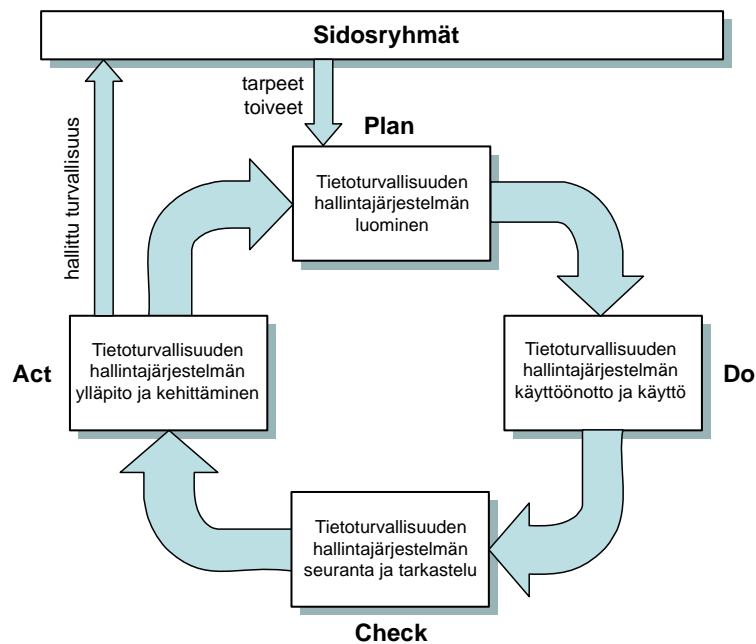 Sidosryhmät
tarpeet
toiveet
hallittu turvallisuus
Plan
Tietoturvallisuuden
hallintajärjestelmän
luominen
Act
Tietoturvallisuuden
hallintajärjestelmän
ylläpito ja kehittäminen
Tietoturvallisuuden
hallintajärjestelmän
käyttöönotto ja käyttö
Do
Tietoturvallisuuden
hallintajärjestelmän
seuranta ja tarkastelu
Check